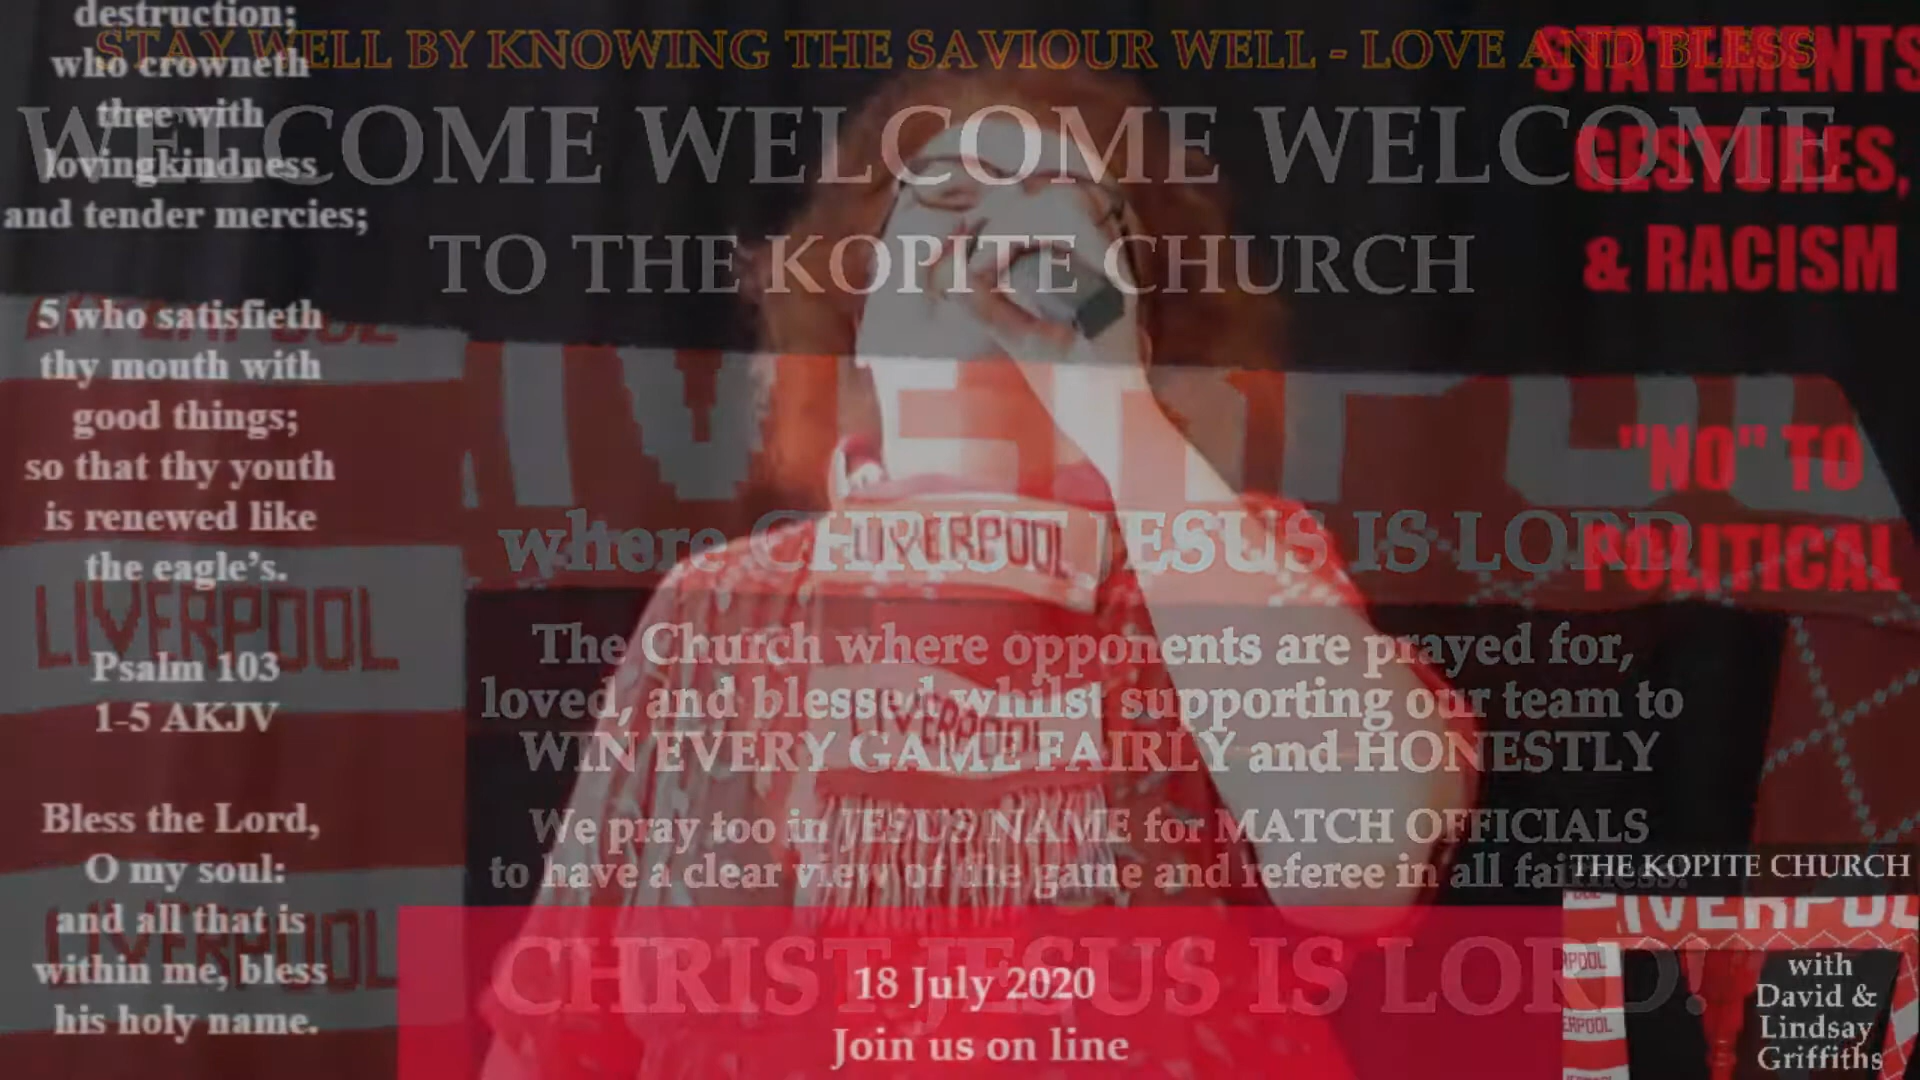 destruction;
who crowneth
thee with
lovingkindness
and tender mercies;
5 who satisfieth
thy mouth with
good things;
so that thy youth
is renewed like
the eagle's.
Psalm 103
1-5 AKJV
Bless the Lord,
O my soul:
and all that is
within me, bless
his holy name.
STAY WELL BY KNOWING THE SAVIOUR WELL - LOVE AND BLESS
WELCOME WELCOME WELCOME
TO THE KOPITE CHURCH
where CHRIST JESUS IS LORD
The Church where opponents are prayed for,
loved, and blessed whilst supporting our team to
WIN EVERY GAME FAIRLY and HONESTLY
We pray too in JESUS NAME for MATCH OFFICIALS
to have a clear view of the game and referee in all fairness.
CHRIST JESUS IS LORD!
18 July 2020
Join us on line
STATEMENTS
GESTURES,
& RACISM
"NO" TO
POLITICAL
THE KOPITE CHURCH
with
David &
Lindsay
Griffiths
LIVERPOOL
LIVERPOOL
LIVERPOOL
LIVERPOOL
LIVERPOOL